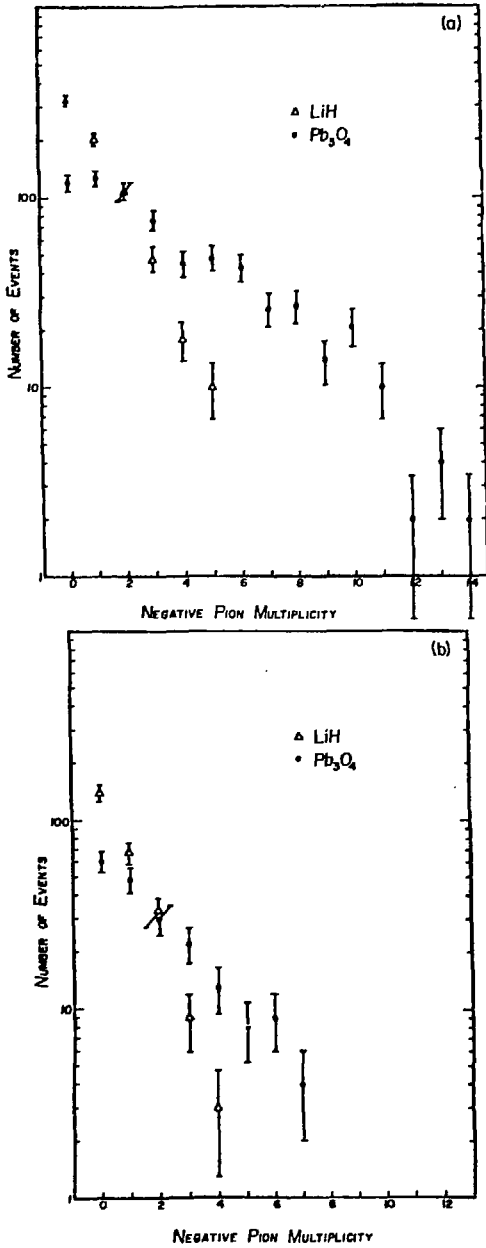 (a)
△ LiH
• Pb₃O₄
100
10
1
NUMBER OF EVENTS
0 2 4 6 8 10 12 14
NEGATIVE PION MULTIPLICITY
(b)
△ LiH
• Pb₃O₄
100
10
1
NUMBER OF EVENTS
0 2 4 6 8 10 12
NEGATIVE PION MULTIPLICITY